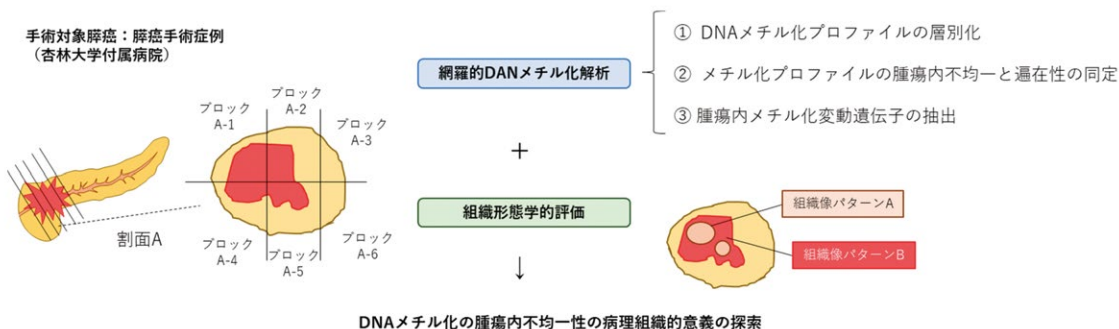 手術対象膵癌：膵癌手術症例
（杏林大学付属病院）
ブロック
A-1
ブロック
A-2
ブロック
A-3
割面A
ブロック
A-4
ブロック
A-5
ブロック
A-6
網羅的DANメチル化解析
① DNAメチル化プロファイルの層別化
② メチル化プロファイルの腫瘍内不均一と遍在性の同定
③ 腫瘍内メチル化変動遺伝子の抽出
+
組織形態学的評価
組織像パターンA
組織像パターンB
↓
DNAメチル化の腫瘍内不均一性の病理組織的意義の探索